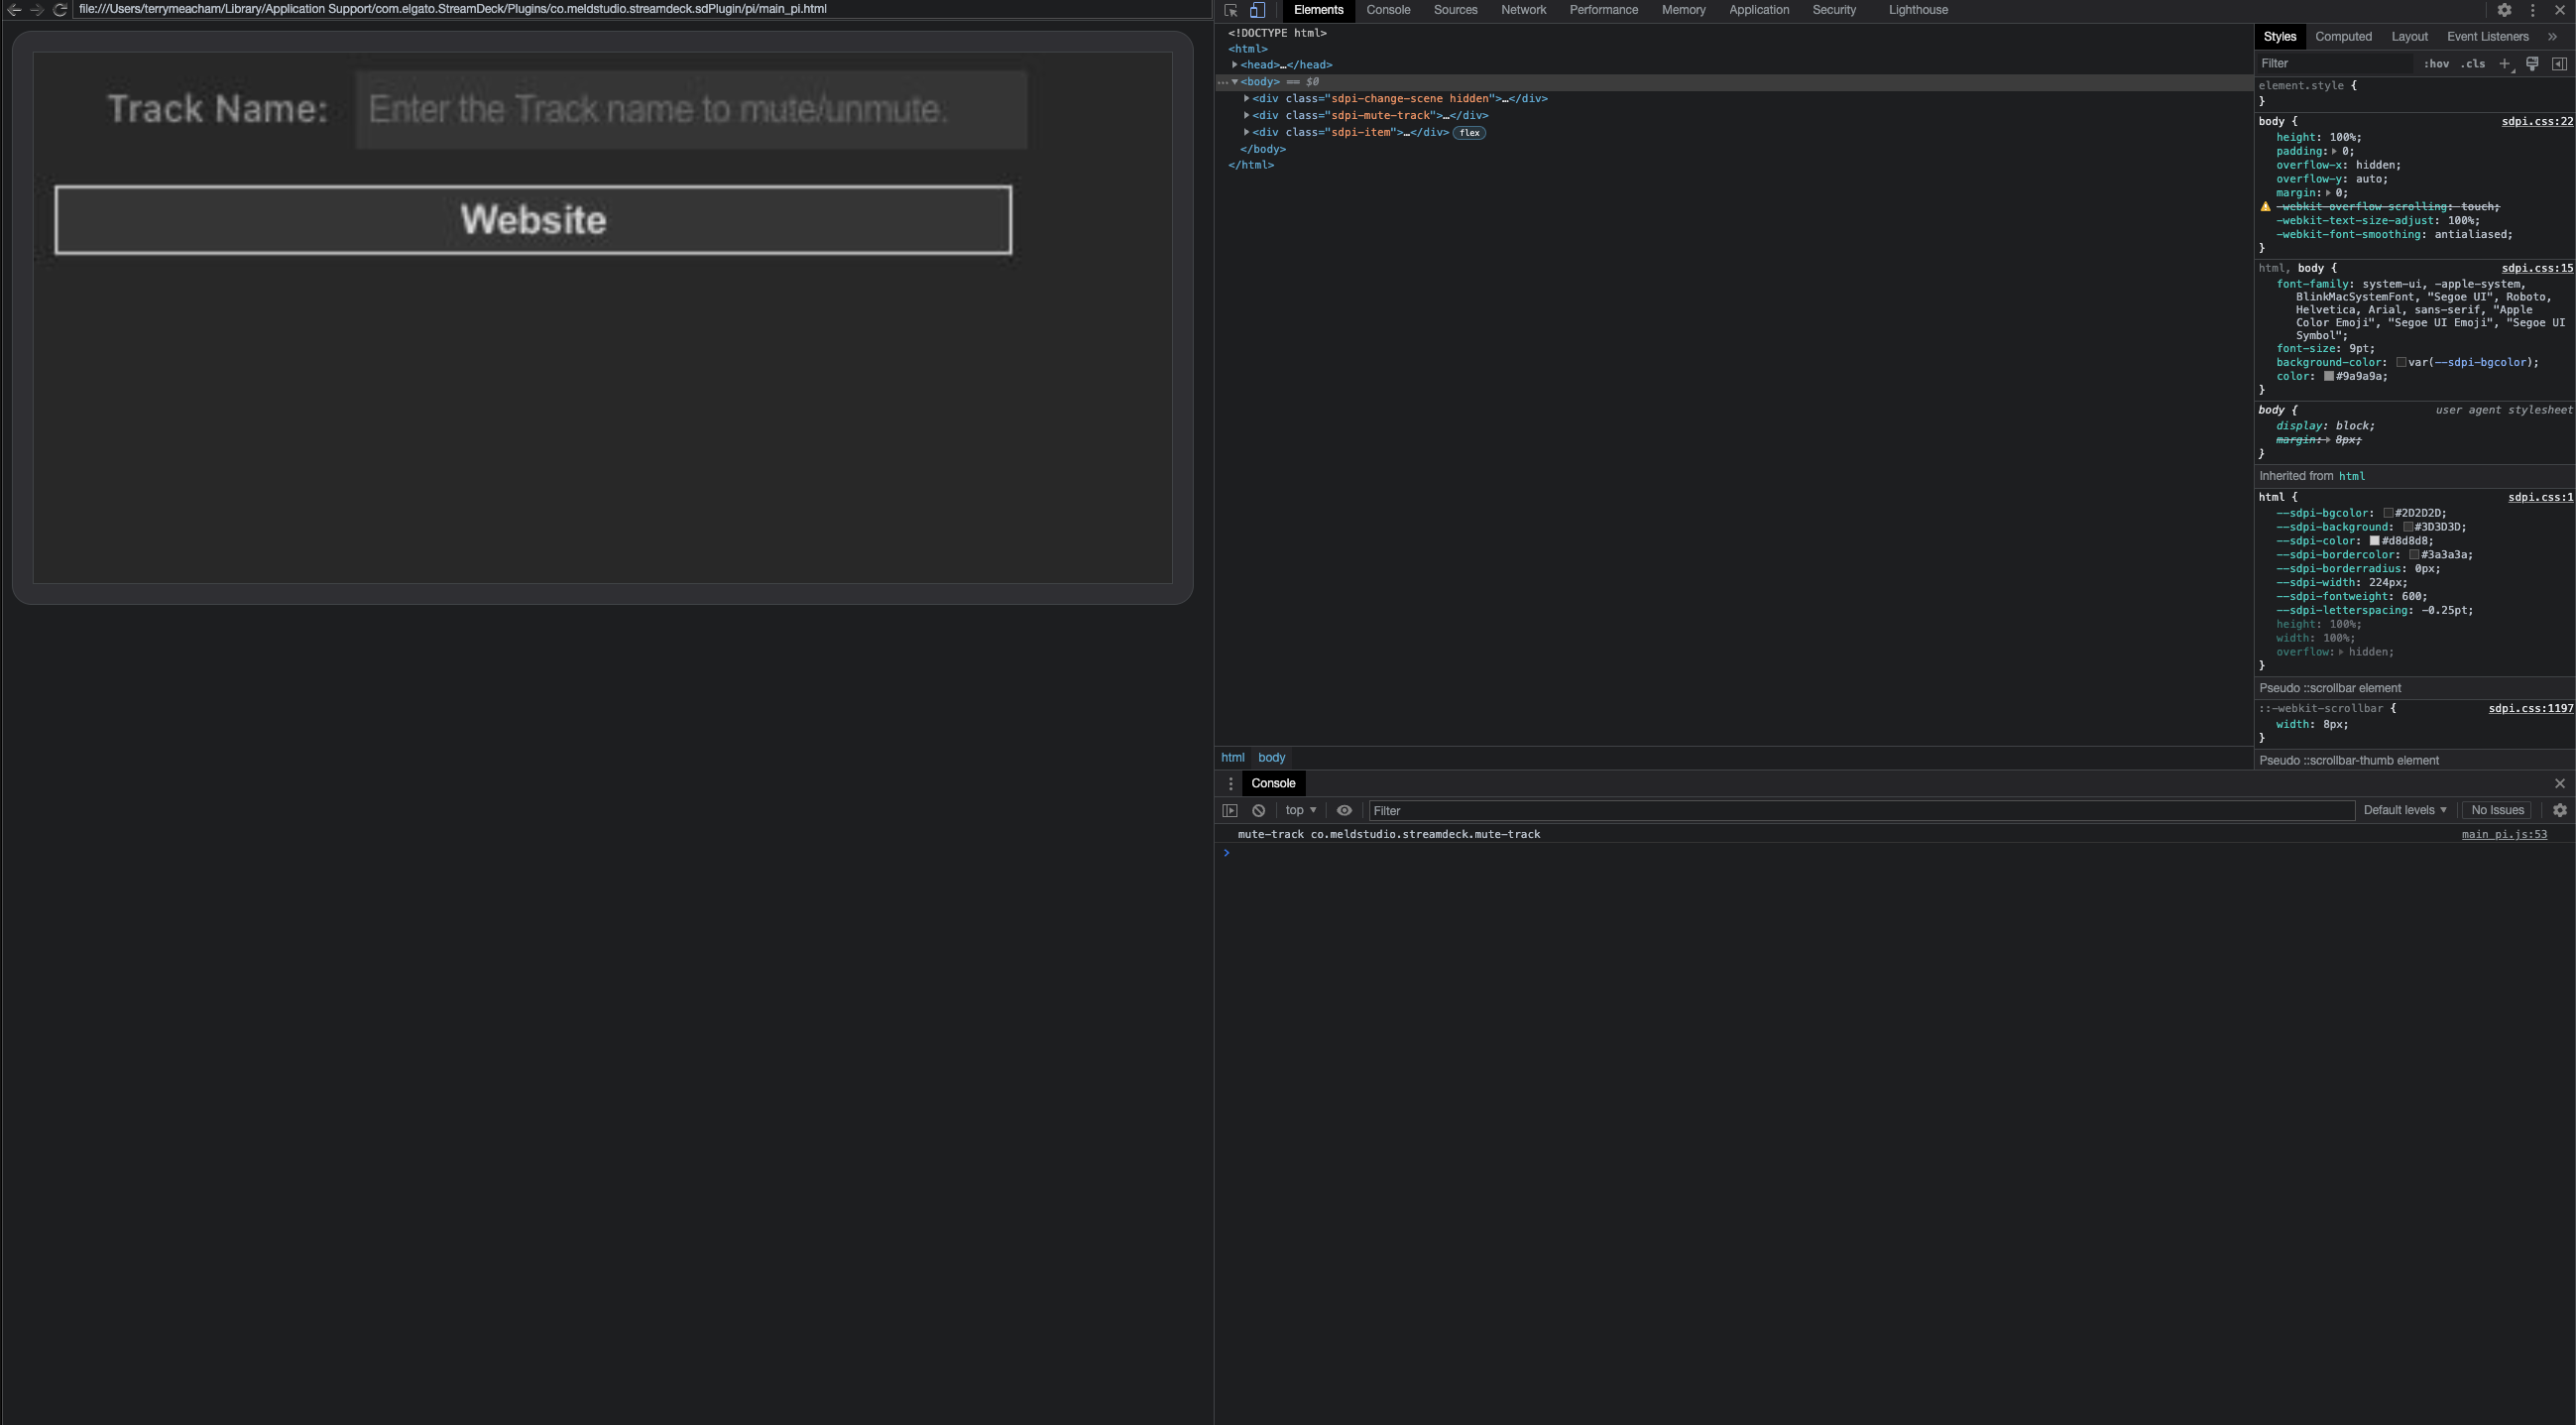 file:///Users/terrymeacham/Library/Application Support/com.elgato.StreamDeck/Plugins/co.meldstudio.streamdeck.sdPlugin/pi/main_pi.html
Track Name: Enter the Track name to mute/unmute.
Website
Elements Console Sources Network Performance Memory Application Security Lighthouse
<!DOCTYPE html>
<html>
<head>…</head>
… <body> == $0
<div class="sdpi-change-scene hidden">…</div>
<div class="sdpi-mute-track">…</div>
<div class="sdpi-item">…</div> flex
</body>
</html>
html body
Styles Computed Layout Event Listeners »
Filter :hov .cls +
element.style {
}
body { sdpi.css:22
height: 100%;
padding: 0;
overflow-x: hidden;
overflow-y: auto;
margin: 0;
-webkit-overflow-scrolling: touch;
-webkit-text-size-adjust: 100%;
-webkit-font-smoothing: antialiased;
}
html, body { sdpi.css:15
font-family: system-ui, -apple-system,
BlinkMacSystemFont, "Segoe UI", Roboto,
Helvetica, Arial, sans-serif, "Apple
Color Emoji", "Segoe UI Emoji", "Segoe UI
Symbol";
font-size: 9pt;
background-color: var(--sdpi-bgcolor);
color: #9a9a9a;
}
body { user agent stylesheet
display: block;
margin: 8px;
}
Inherited from html
html { sdpi.css:1
--sdpi-bgcolor: #2D2D2D;
--sdpi-background: #3D3D3D;
--sdpi-color: #d8d8d8;
--sdpi-bordercolor: #3a3a3a;
--sdpi-borderradius: 0px;
--sdpi-width: 224px;
--sdpi-fontweight: 600;
--sdpi-letterspacing: -0.25pt;
height: 100%;
width: 100%;
overflow: hidden;
}
Pseudo ::scrollbar element
::-webkit-scrollbar { sdpi.css:1197
width: 8px;
}
Pseudo ::scrollbar-thumb element
Console
top Filter Default levels No Issues
mute-track co.meldstudio.streamdeck.mute-track main_pi.js:53